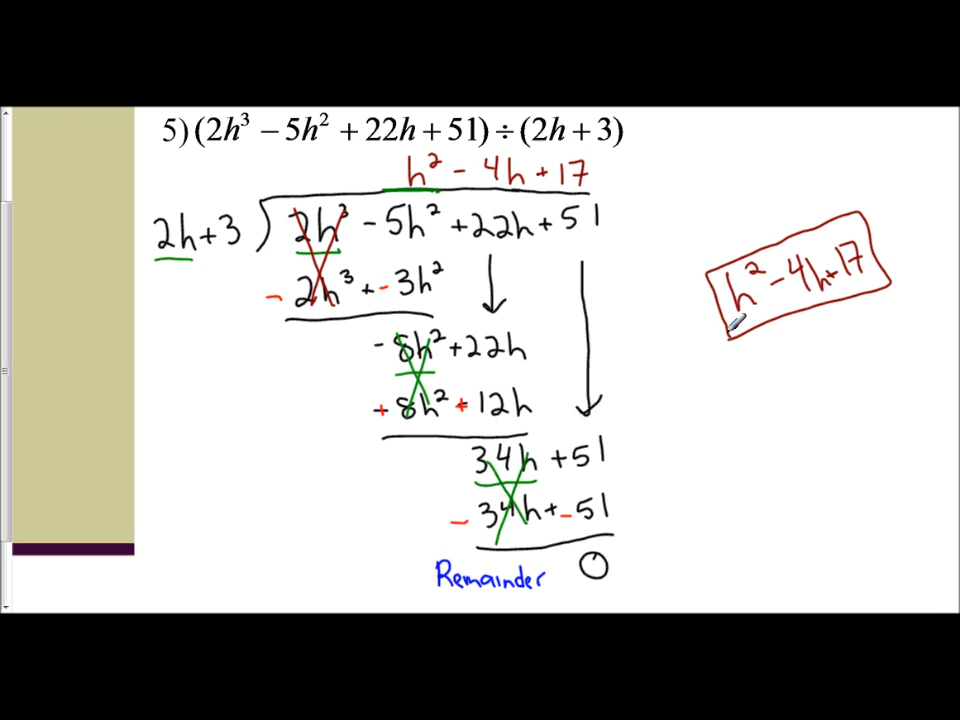 5) (2h³ − 5h² + 22h + 51) ÷ (2h + 3)
h² - 4h + 17
2h+3 ) 2h³ - 5h² + 22h + 51
- 2h³ + - 3h²
- 8h² + 22h
+ 8h² + 12h
34h + 51
- 34h + - 51
0
Remainder
h² - 4h + 17